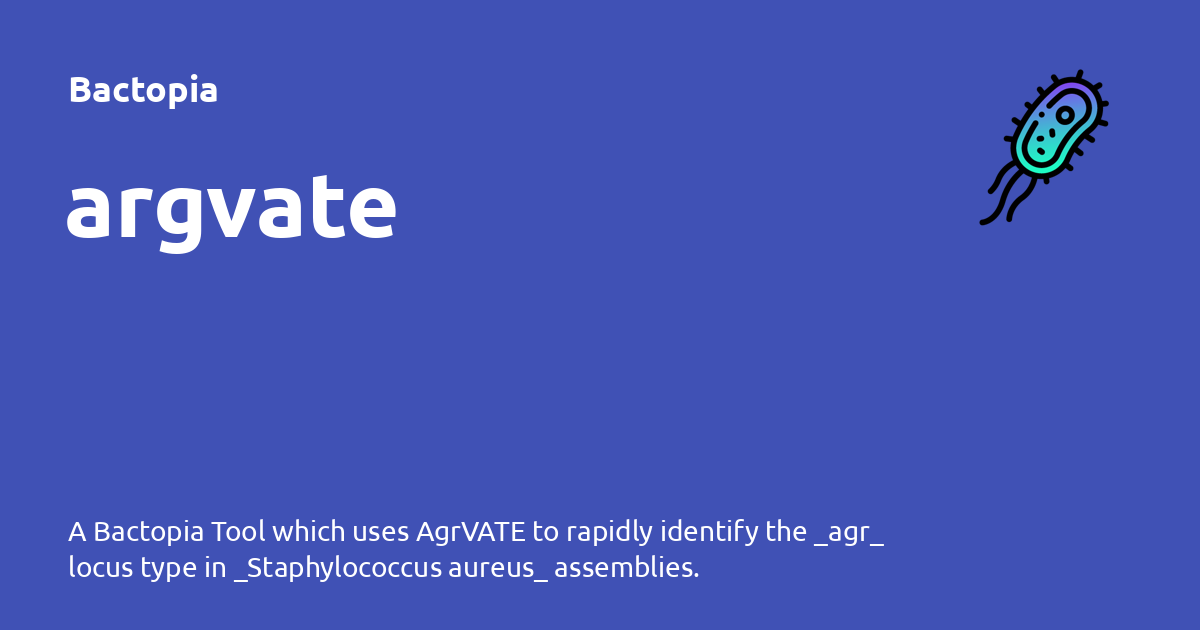 Bactopia
argvate
A Bactopia Tool which uses AgrVATE to rapidly identify the _agr_
locus type in _Staphylococcus aureus_ assemblies.